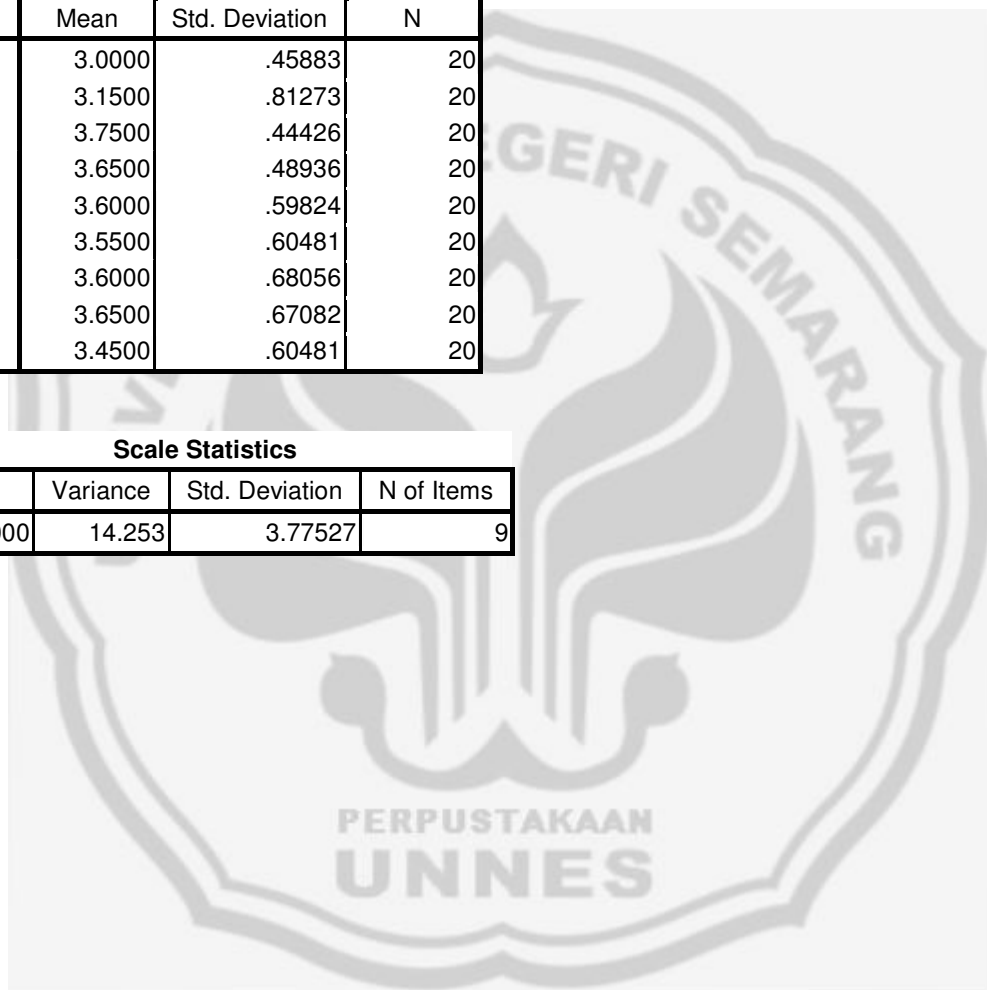 Mean Std. Deviation N
3.0000 .45883 20
3.1500 .81273 20
3.7500 .44426 20
3.6500 .48936 20
3.6000 .59824 20
3.5500 .60481 20
3.6000 .68056 20
3.6500 .67082 20
3.4500 .60481 20
Scale Statistics
Variance Std. Deviation N of Items
14.253 3.77527 9
SEMARANG
PERPUSTAKAAN
UNNES